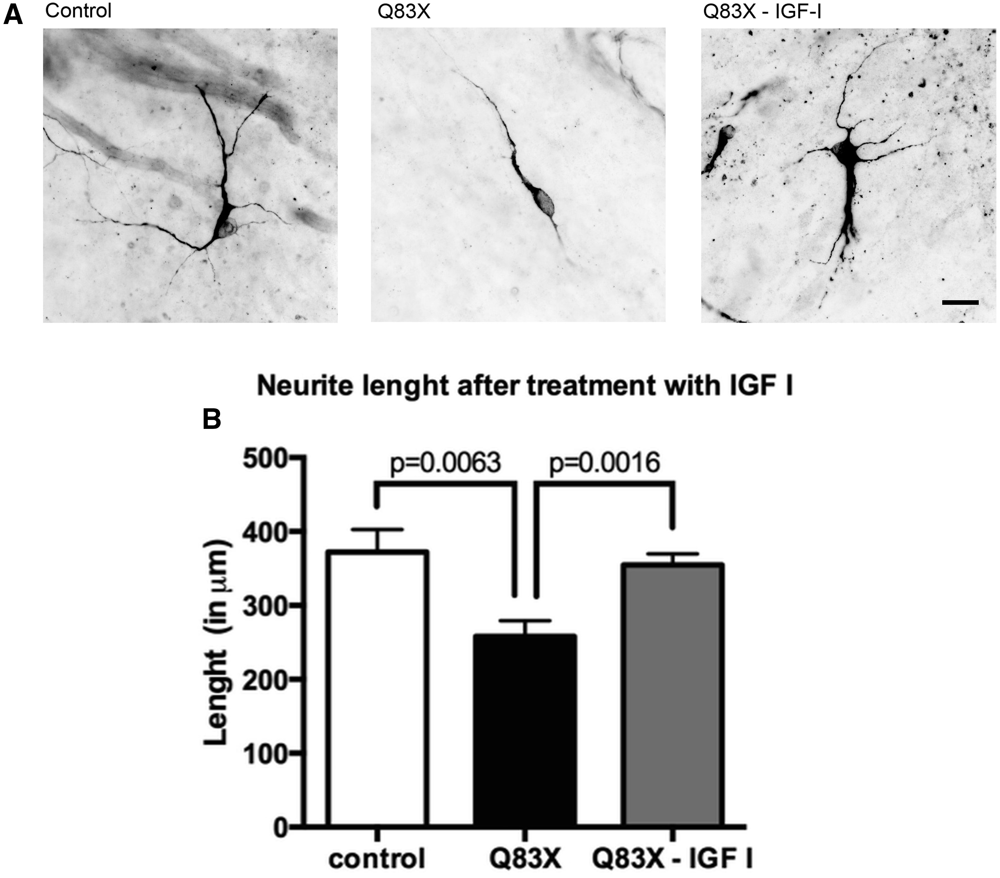 A
Control
Q83X
Q83X - IGF-I
Neurite lenght after treatment with IGF I
B
Lenght (in μm)
500
400
300
200
100
0
p=0.0063
p=0.0016
control
Q83X
Q83X - IGF I